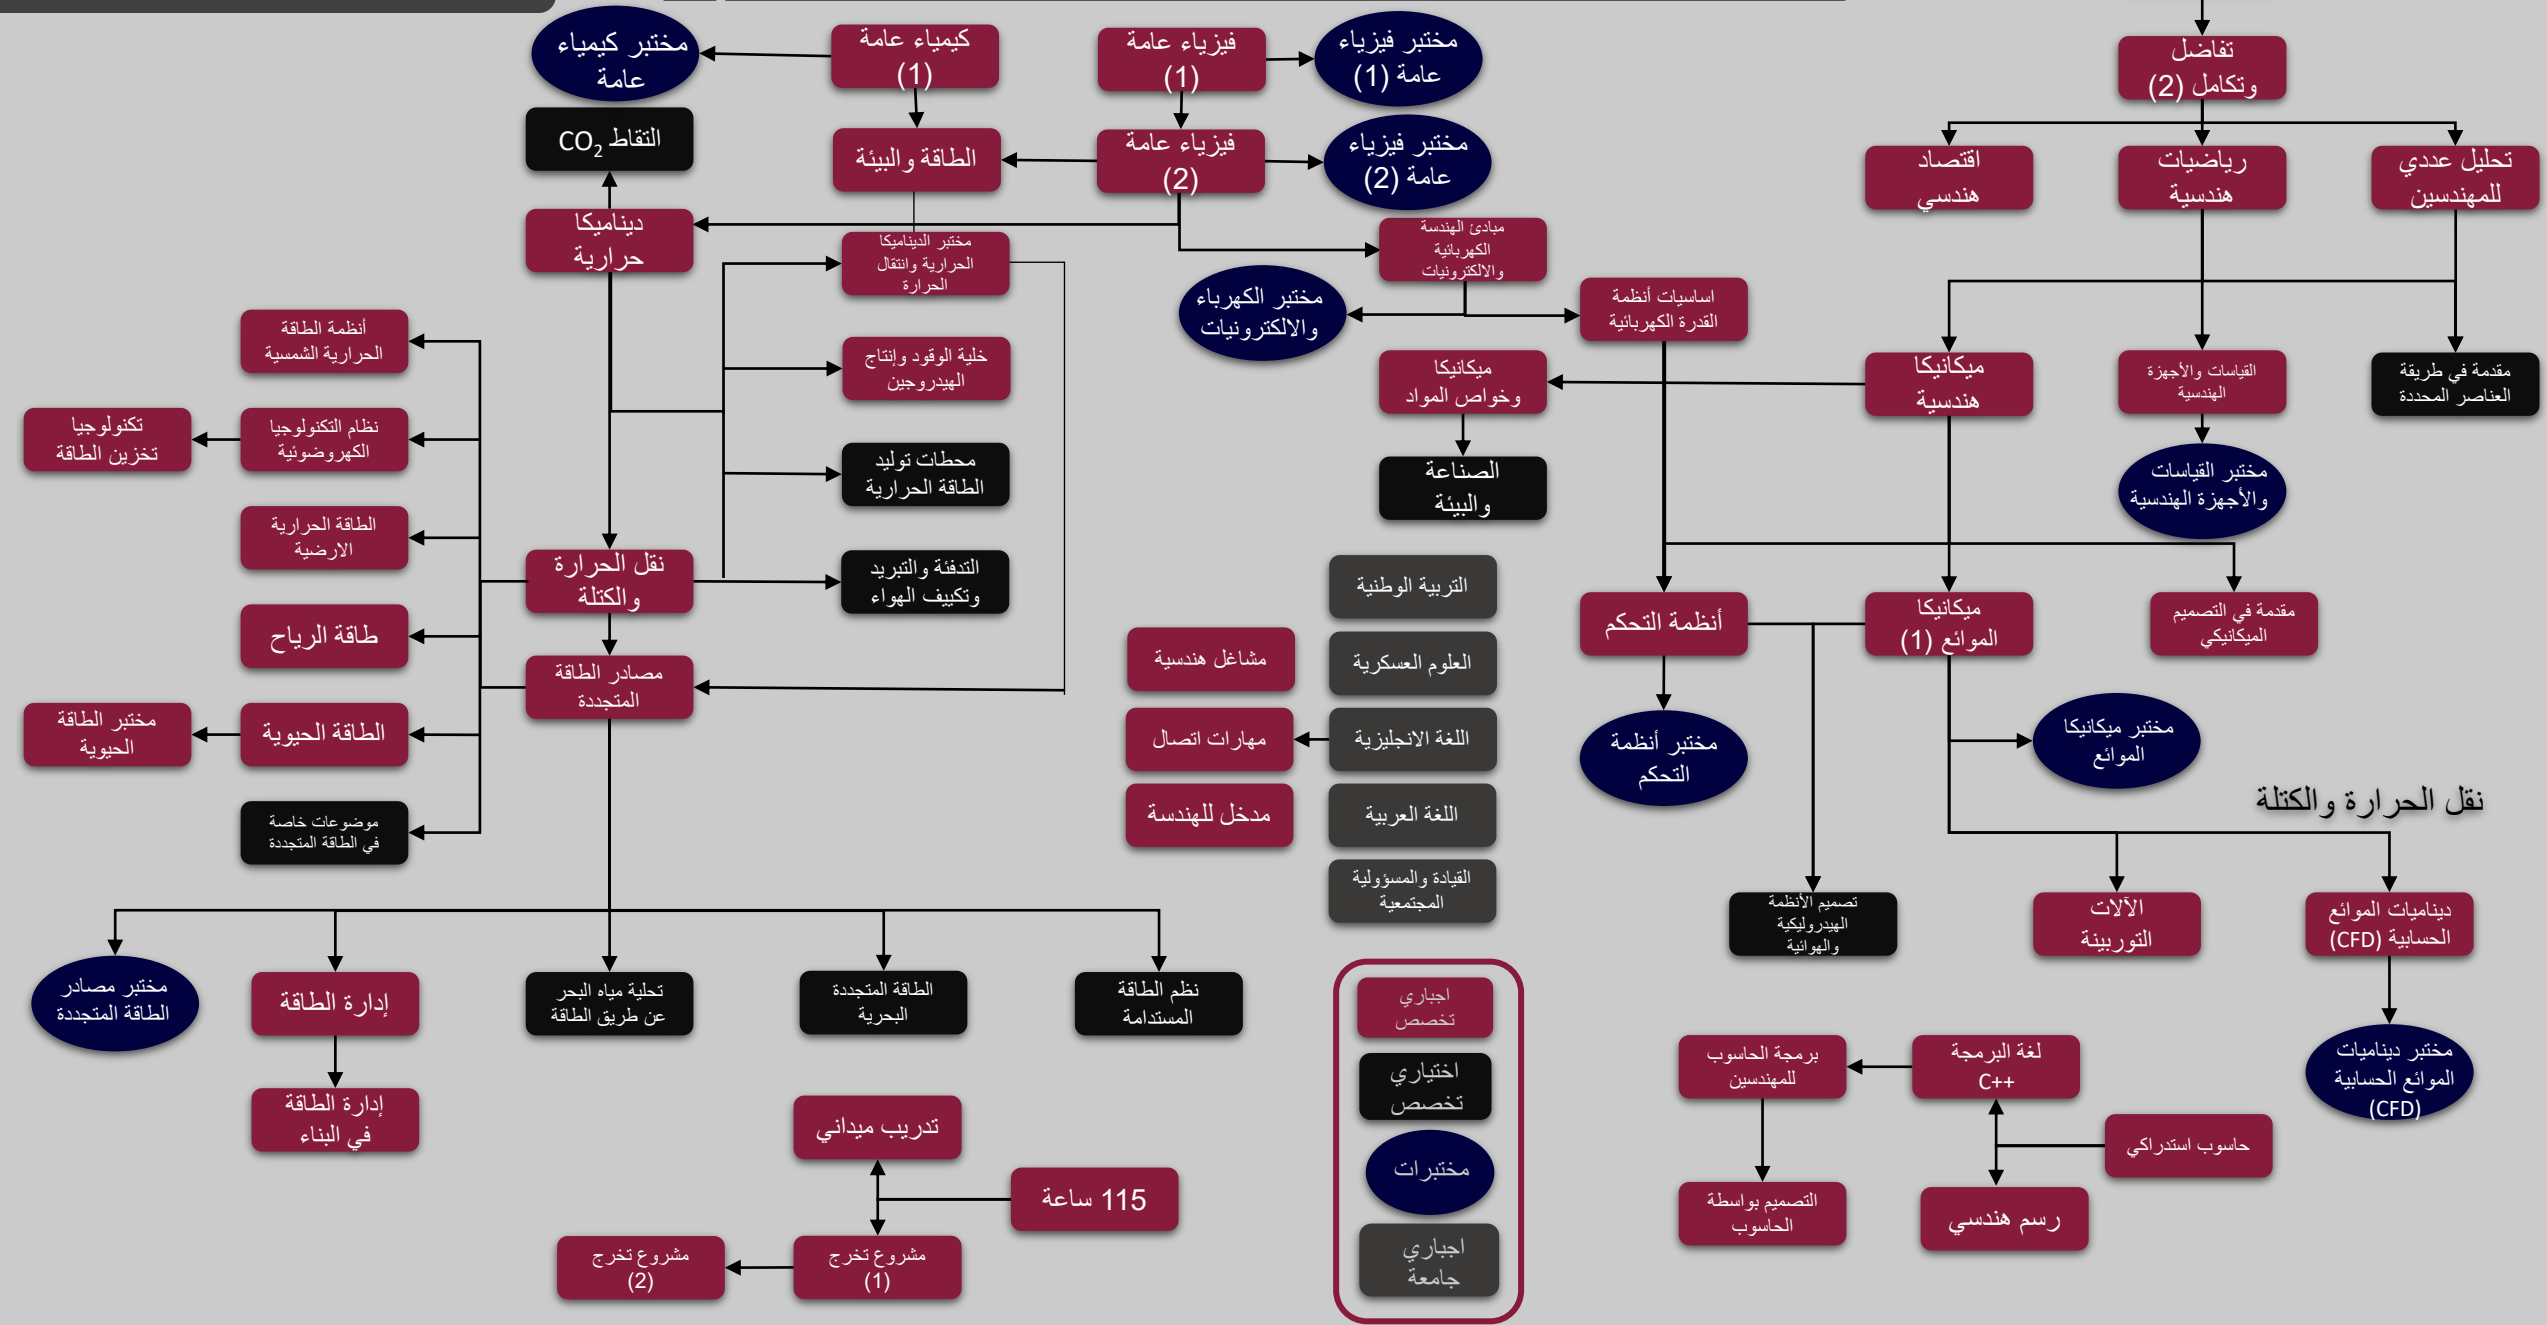 مختبر كيمياء
عامة
كيمياء عامة
(1)
فيزياء عامة
(1)
مختبر فيزياء
عامة (1)
تفاضل
وتكامل (2)
التقاط CO₂
الطاقة والبيئة
فيزياء عامة
(2)
مختبر فيزياء
عامة (2)
اقتصاد
هندسي
رياضيات
هندسية
تحليل عددي
للمهندسين
ديناميكا
حرارية
مختبر الديناميكا
الحرارية وانتقال
الحرارة
مبادئ الهندسة
الكهربائية
والالكترونيات
مختبر الكهرباء
والالكترونيات
اساسيات أنظمة
القدرة الكهربائية
أنظمة الطاقة
الحرارية الشمسية
خلية الوقود وإنتاج
الهيدروجين
ميكانيكا
وخواص المواد
ميكانيكا
هندسية
القياسات والأجهزة
الهندسية
مقدمة في طريقة
العناصر المحددة
تكنولوجيا
تخزين الطاقة
نظام التكنولوجيا
الكهروضوئية
محطات توليد
الطاقة الحرارية
الصناعة
والبيئة
مختبر القياسات
والأجهزة الهندسية
الطاقة الحرارية
الارضية
نقل الحرارة
والكتلة
التدفئة والتبريد
وتكييف الهواء
التربية الوطنية
أنظمة التحكم
ميكانيكا
الموائع (1)
مقدمة في التصميم
الميكانيكي
طاقة الرياح
مصادر الطاقة
المتجددة
مشاغل هندسية
العلوم العسكرية
مختبر الطاقة
الحيوية
الطاقة الحيوية
مهارات اتصال
اللغة الانجليزية
مختبر أنظمة
التحكم
مختبر ميكانيكا
الموائع
نقل الحرارة والكتلة
موضوعات خاصة
في الطاقة المتجددة
مدخل للهندسة
اللغة العربية
القيادة والمسؤولية
المجتمعية
تصميم الأنظمة
الهيدروليكية
والهوائية
الآلات
التوربينة
ديناميات الموائع
الحسابية (CFD)
مختبر مصادر
الطاقة المتجددة
إدارة الطاقة
تحلية مياه البحر
عن طريق الطاقة
الطاقة المتجددة
البحرية
نظم الطاقة
المستدامة
اجباري
تخصص
اختياري
تخصص
مختبرات
اجباري
جامعة
برمجة الحاسوب
للمهندسين
لغة البرمجة
C++
مختبر ديناميات
الموائع الحسابية
(CFD)
إدارة الطاقة
في البناء
تدريب ميداني
حاسوب استدراكي
115 ساعة
التصميم بواسطة
الحاسوب
رسم هندسي
مشروع تخرج
(2)
مشروع تخرج
(1)